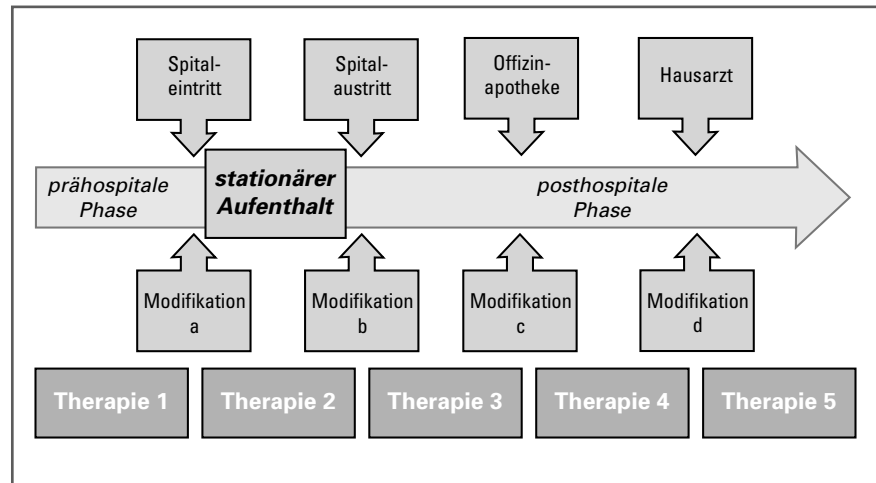 Spital-
eintritt
Spital-
austritt
Offizin-
apotheke
Hausarzt
prähospitale
Phase
stationärer
Aufenthalt
posthospitale
Phase
Modifikation
a
Modifikation
b
Modifikation
c
Modifikation
d
Therapie 1
Therapie 2
Therapie 3
Therapie 4
Therapie 5